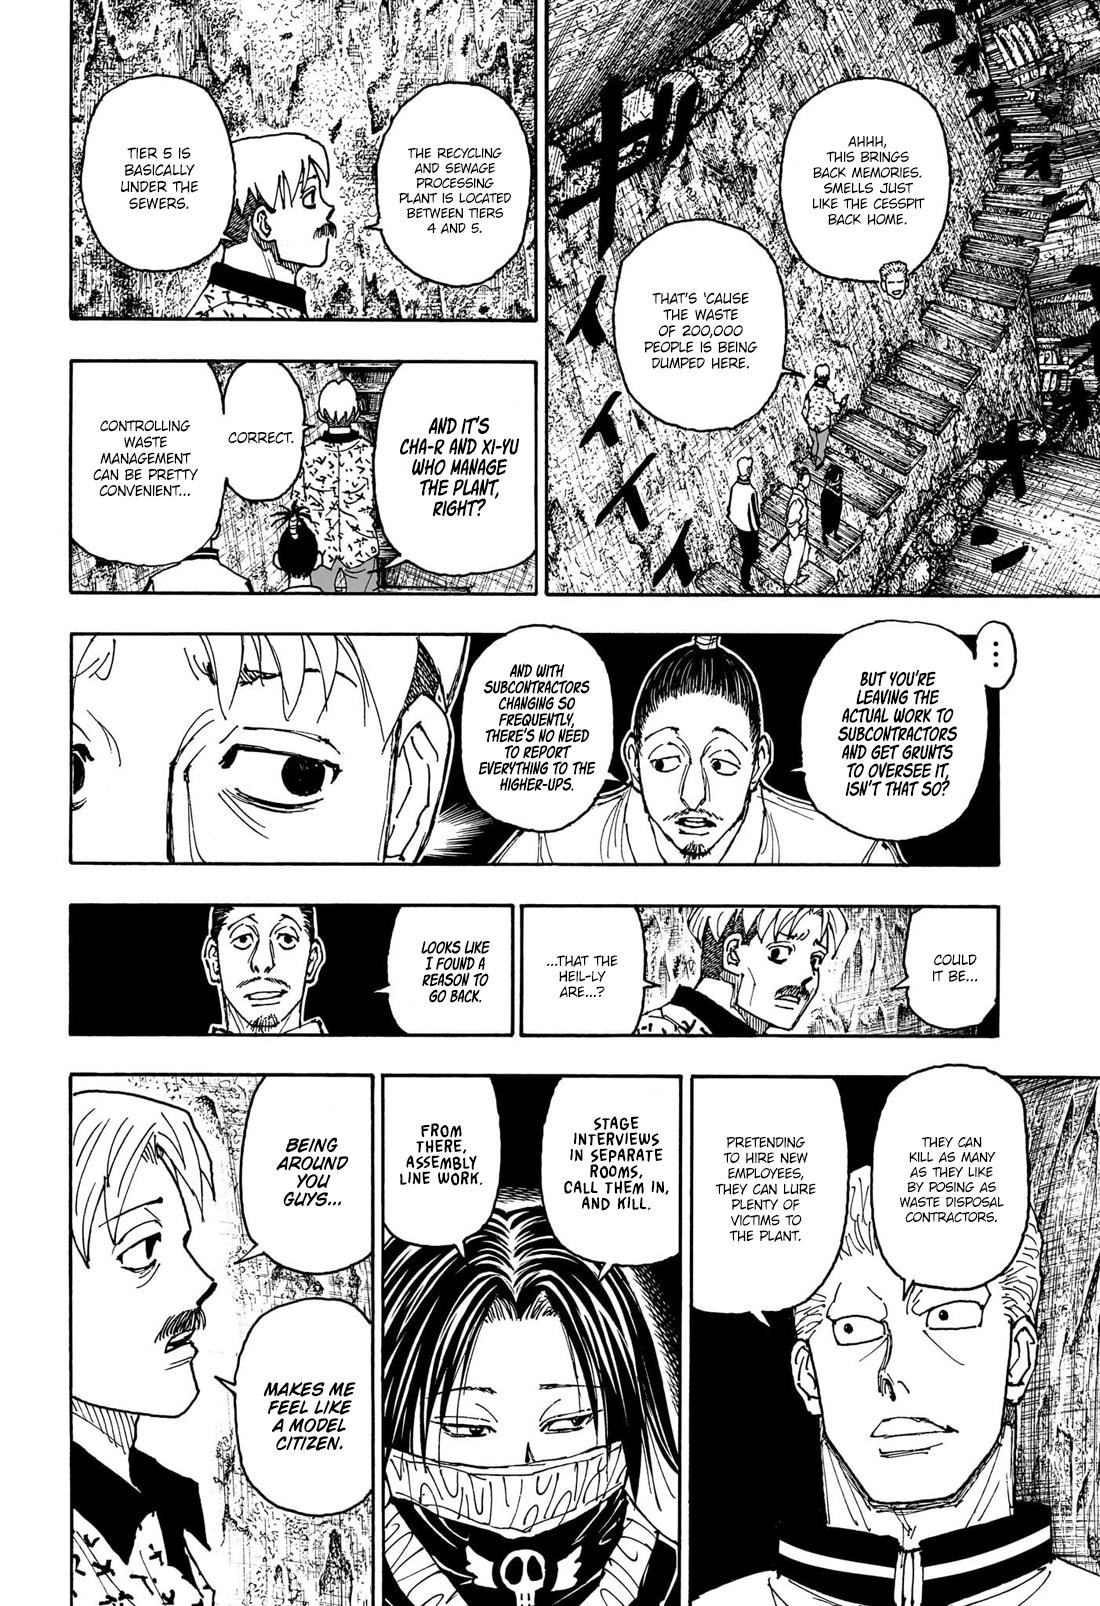 AHHH,
THIS BRINGS
BACK MEMORIES.
SMELLS JUST
LIKE THE CESSPIT
BACK HOME.
THAT'S 'CAUSE
THE WASTE
OF 200,000
PEOPLE IS BEING
DUMPED HERE.
THE RECYCLING
AND SEWAGE
PROCESSING
PLANT IS LOCATED
BETWEEN TIERS
4 AND 5.
TIER 5 IS
BASICALLY
UNDER THE
SEWERS.
AND IT'S
CHA-R AND XI-YU
WHO MANAGE
THE PLANT,
RIGHT?
CORRECT.
CONTROLLING
WASTE
MANAGEMENT
CAN BE PRETTY
CONVENIENT...
...
BUT YOU'RE
LEAVING THE
ACTUAL WORK TO
SUBCONTRACTORS
AND GET GRUNTS
TO OVERSEE IT,
ISN'T THAT SO?
AND WITH
SUBCONTRACTORS
CHANGING SO
FREQUENTLY,
THERE'S NO NEED
TO REPORT
EVERYTHING TO THE
HIGHER-UPS.
COULD
IT BE...
...THAT THE
HEIL-LY
ARE...?
LOOKS LIKE
I FOUND A
REASON TO
GO BACK.
THEY CAN
KILL AS MANY
AS THEY LIKE
BY POSING AS
WASTE DISPOSAL
CONTRACTORS.
PRETENDING
TO HIRE NEW
EMPLOYEES,
THEY CAN LURE
PLENTY OF
VICTIMS TO
THE PLANT.
STAGE
INTERVIEWS
IN SEPARATE
ROOMS,
CALL THEM IN,
AND KILL.
FROM
THERE,
ASSEMBLY
LINE WORK.
BEING
AROUND
YOU
GUYS...
MAKES ME
FEEL LIKE
A MODEL
CITIZEN.